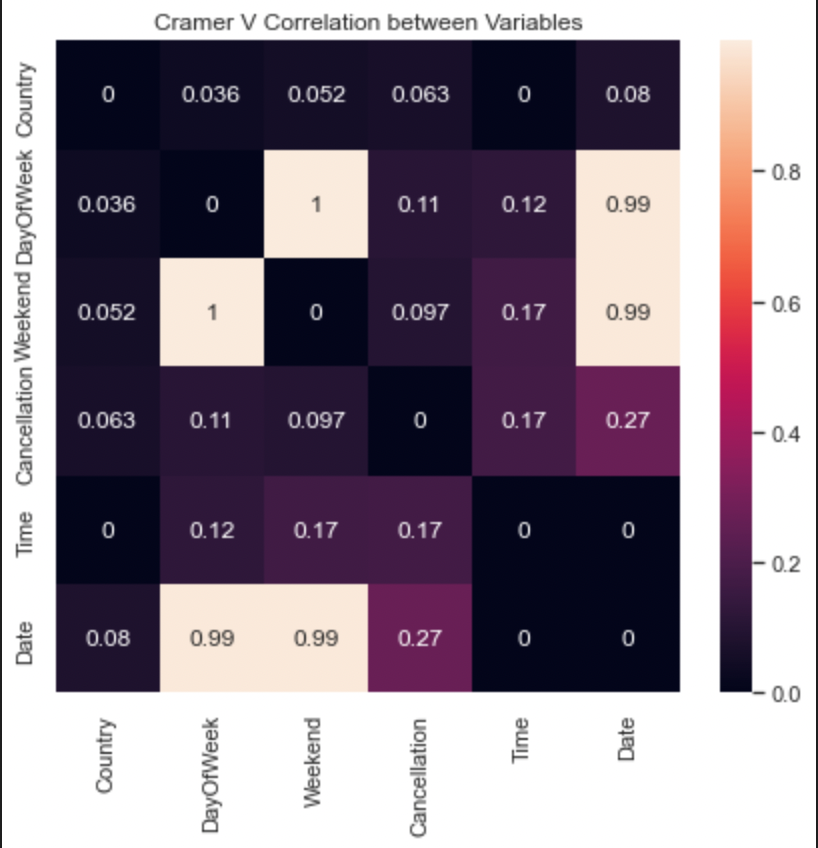 Cramer V Correlation between Variables
Country 0 0.036 0.052 0.063 0 0.08
DayOfWeek 0.036 0 1 0.11 0.12 0.99
Weekend 0.052 1 0 0.097 0.17 0.99
Cancellation 0.063 0.11 0.097 0 0.17 0.27
Time 0 0.12 0.17 0.17 0 0
Date 0.08 0.99 0.99 0.27 0 0
Country DayOfWeek Weekend Cancellation Time Date
0.8
0.6
0.4
0.2
0.0